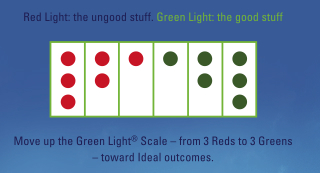 Red Light: the ungood stuff. Green Light: the good stuff
Move up the Green Light® Scale – from 3 Reds to 3 Greens
– toward Ideal outcomes.